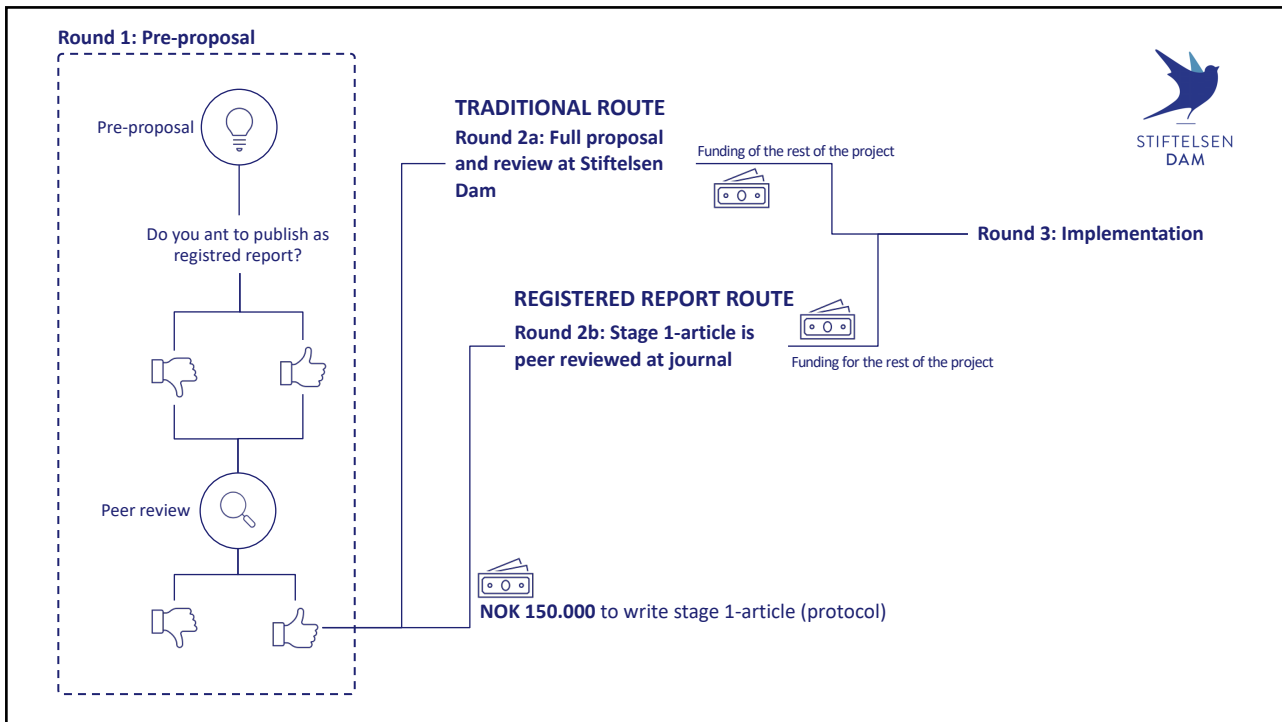 Round 1: Pre-proposal
Pre-proposal
Do you ant to publish as
registred report?
Peer review
TRADITIONAL ROUTE
Round 2a: Full proposal
and review at Stiftelsen
Dam
Funding of the rest of the project
REGISTERED REPORT ROUTE
Round 2b: Stage 1-article is
peer reviewed at journal
Funding for the rest of the project
NOK 150.000 to write stage 1-article (protocol)
Round 3: Implementation
STIFTELSEN
DAM